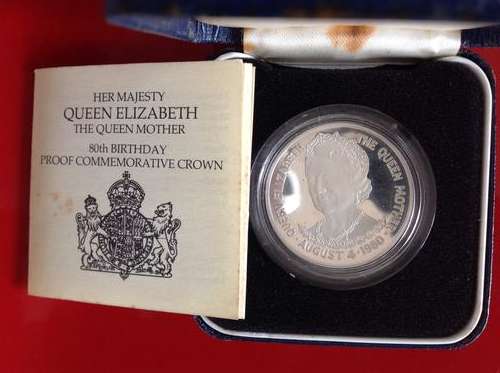 HER MAJESTY
QUEEN ELIZABETH
THE QUEEN MOTHER
80th BIRTHDAY
PROOF COMMEMORATIVE CROWN
QUEEN ELIZABETH THE QUEEN MOTHER
AUGUST 4·1980